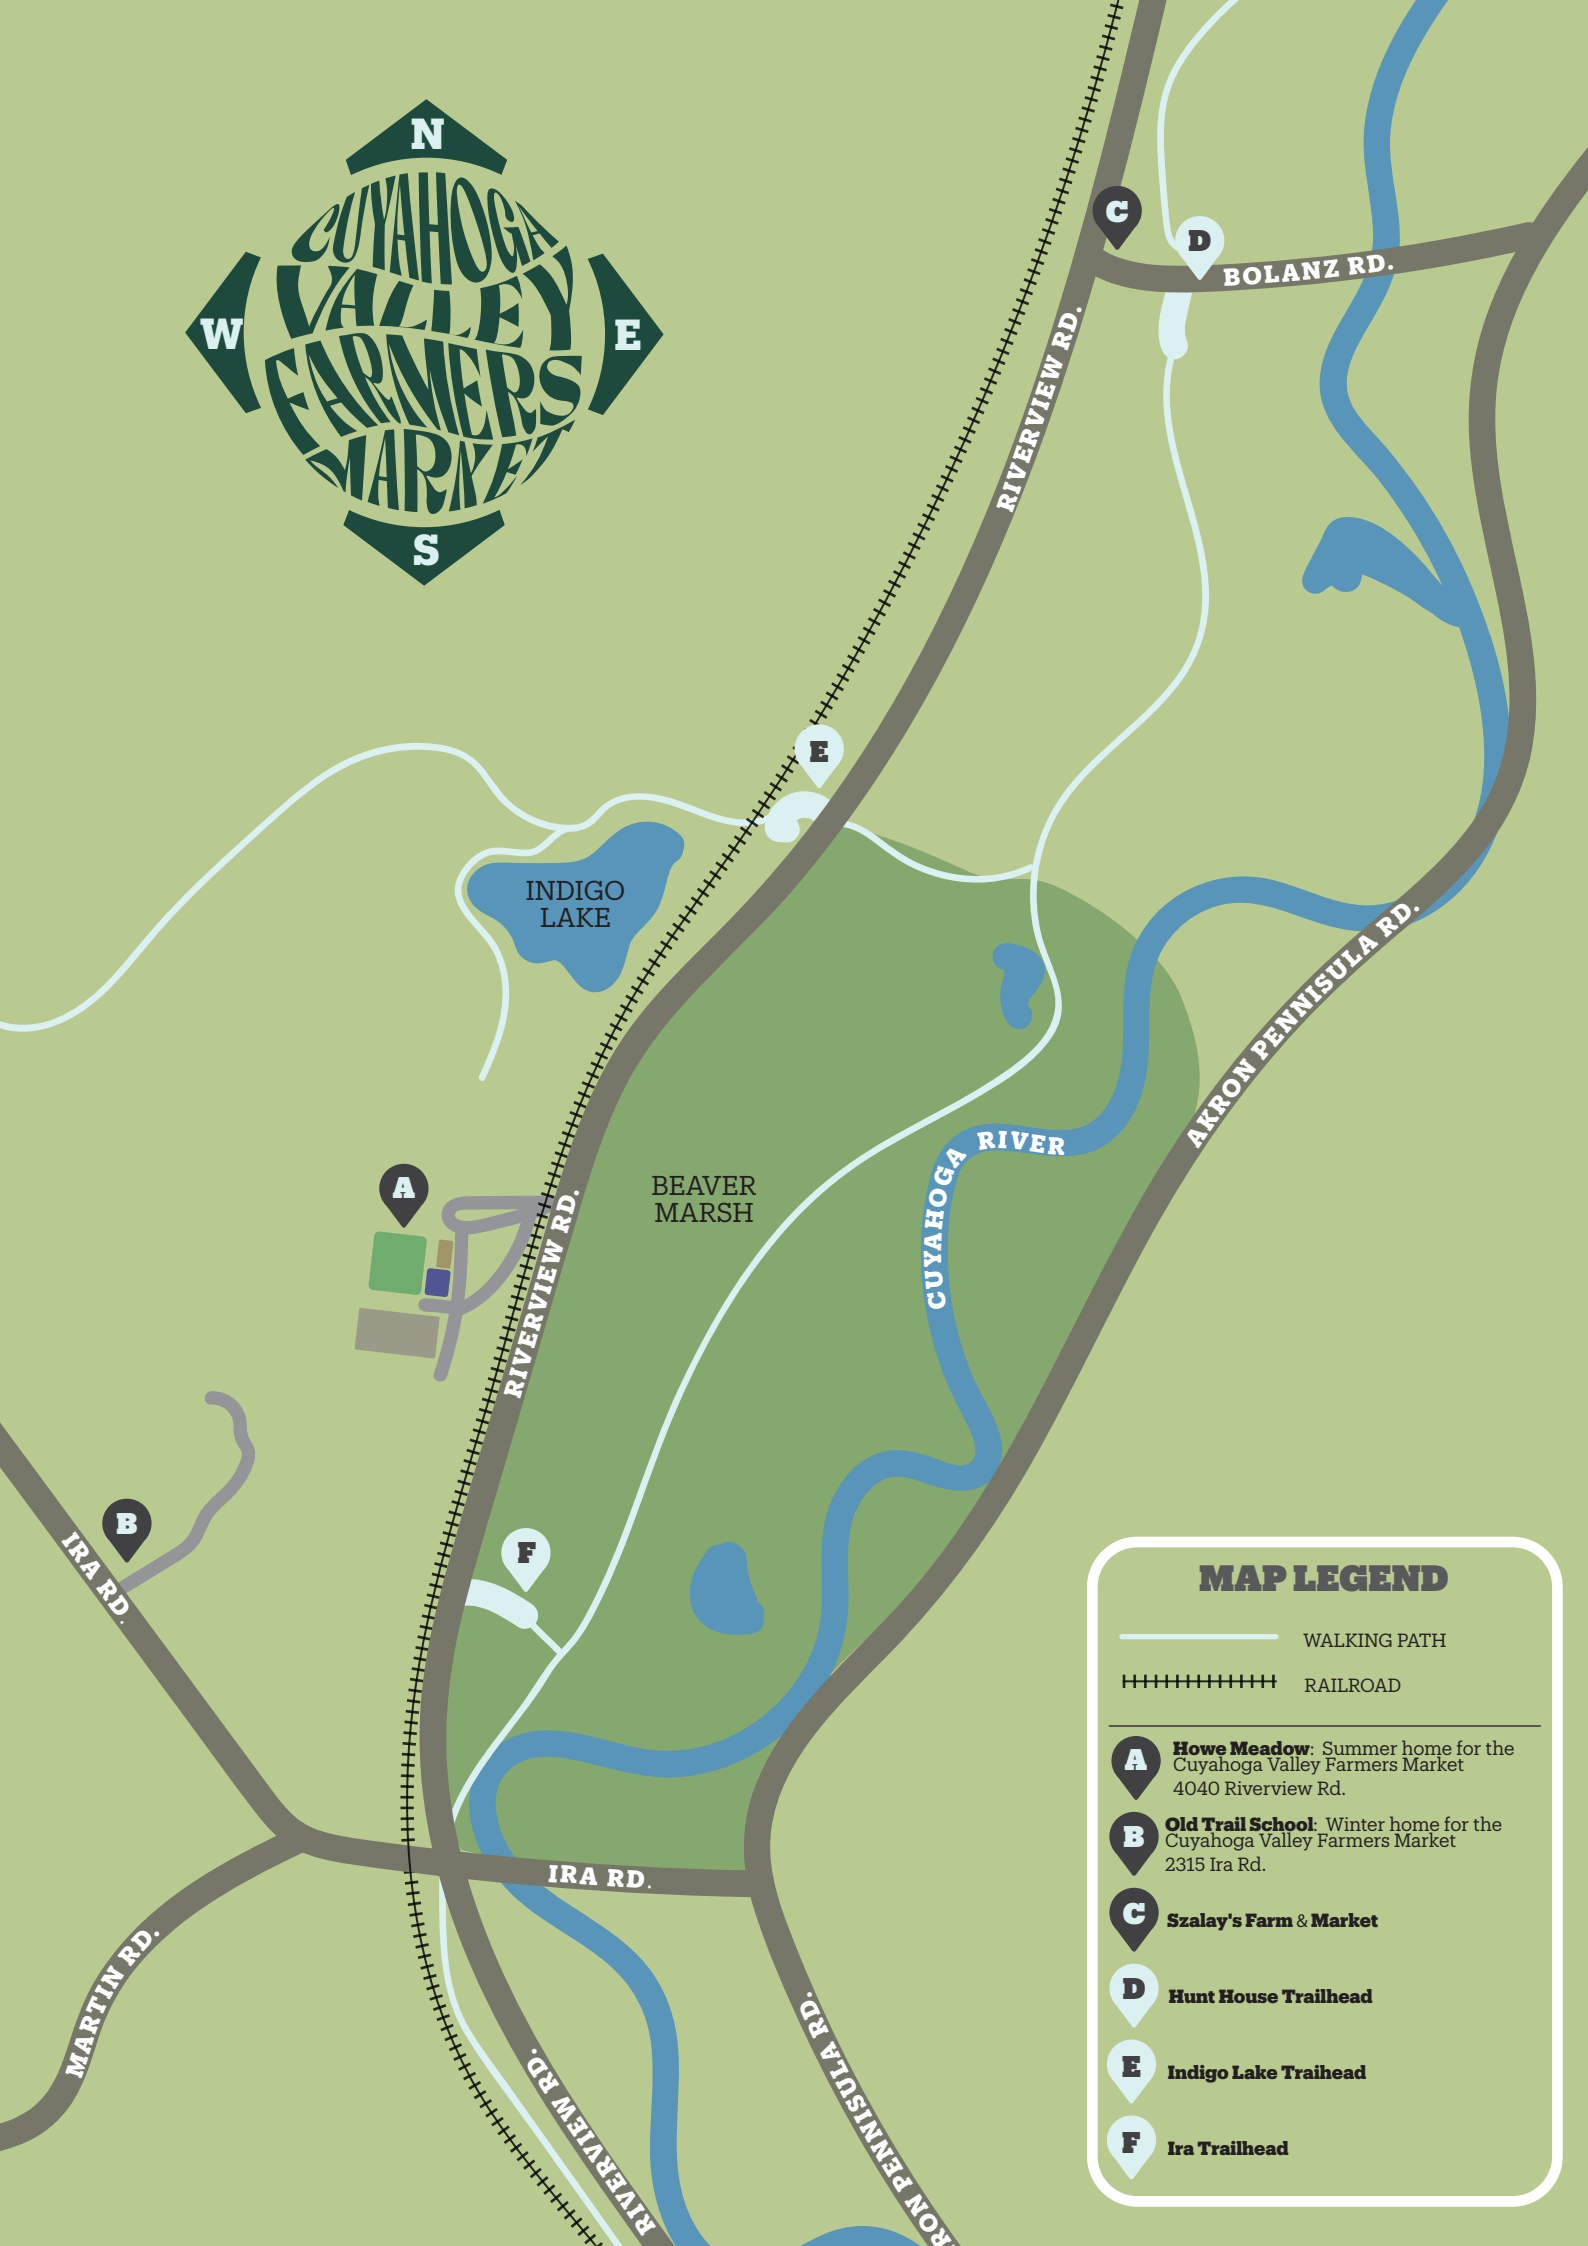 N
CUYAHOGA
VALLEY
FARMERS
MARKET
W
E
S
C
D
BOLANZ RD.
RIVERVIEW RD.
E
INDIGO
LAKE
AKRON PENNISULA RD.
CUYAHOGA RIVER
BEAVER
MARSH
A
RIVERVIEW RD.
B
IRA RD.
F
IRA RD.
MARTIN RD.
RIVERVIEW RD.
RON PENNISULA RD.
MAP LEGEND
WALKING PATH
RAILROAD
A
Howe Meadow: Summer home for the
Cuyahoga Valley Farmers Market
4040 Riverview Rd.
B
Old Trail School: Winter home for the
Cuyahoga Valley Farmers Market
2315 Ira Rd.
C
Szalay's Farm & Market
D
Hunt House Trailhead
E
Indigo Lake Traihead
F
Ira Trailhead